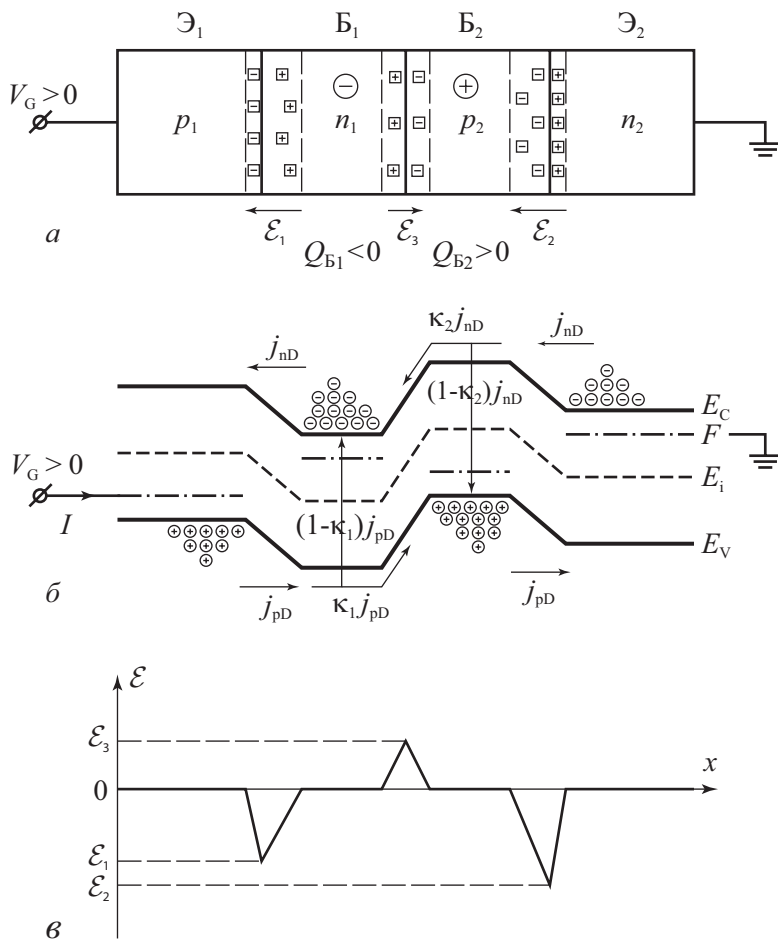 Э₁ Б₁ Б₂ Э₂
V_G > 0
p₁ n₁ p₂ n₂
ℰ₁ ℰ₃ ℰ₂
а
Q_Б1 < 0 Q_Б2 > 0
κ₂j_nD
j_nD j_nD
(1-κ₂)j_nD
E_C
F
V_G > 0
E_i
I
(1-κ₁)j_pD
E_V
б
j_pD κ₁j_pD j_pD
ℰ
ℰ₃
x
0
ℰ₁
ℰ₂
в